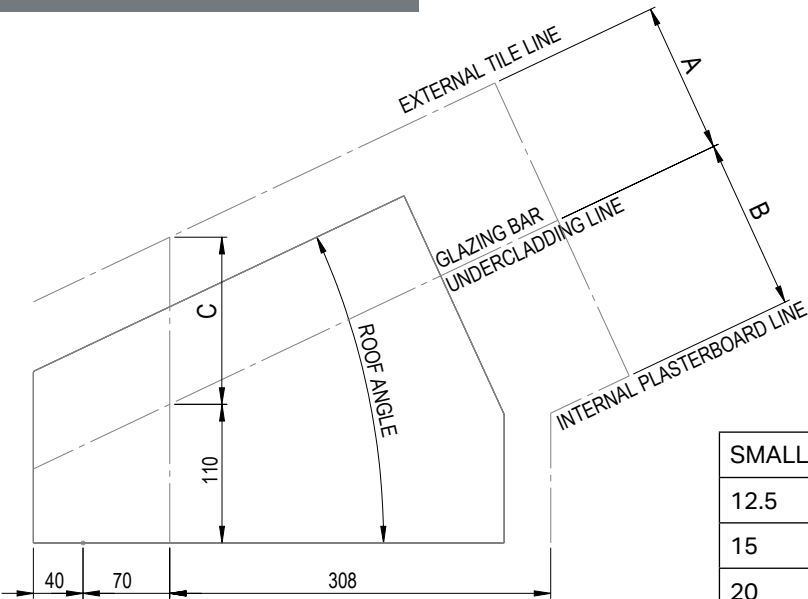 EXTERNAL TILE LINE
A
B
GLAZING BAR
UNDERCLADDING LINE
C
ROOF ANGLE
INTERNAL PLASTERBOARD LINE
110
SMALL
12.5
15
20
40
70
308